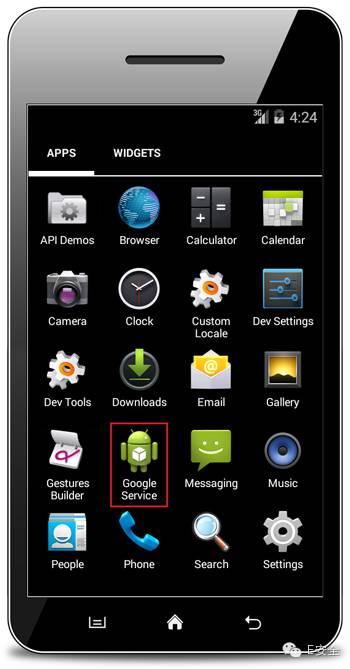 3G 4:24
APPS WIDGETS
API Demos Browser Calculator Calendar
Camera Clock Custom Dev Settings
Locale
Dev Tools Downloads Email Gallery
Gestures Google Messaging Music
Builder Service
People Phone Search Settings
E安全